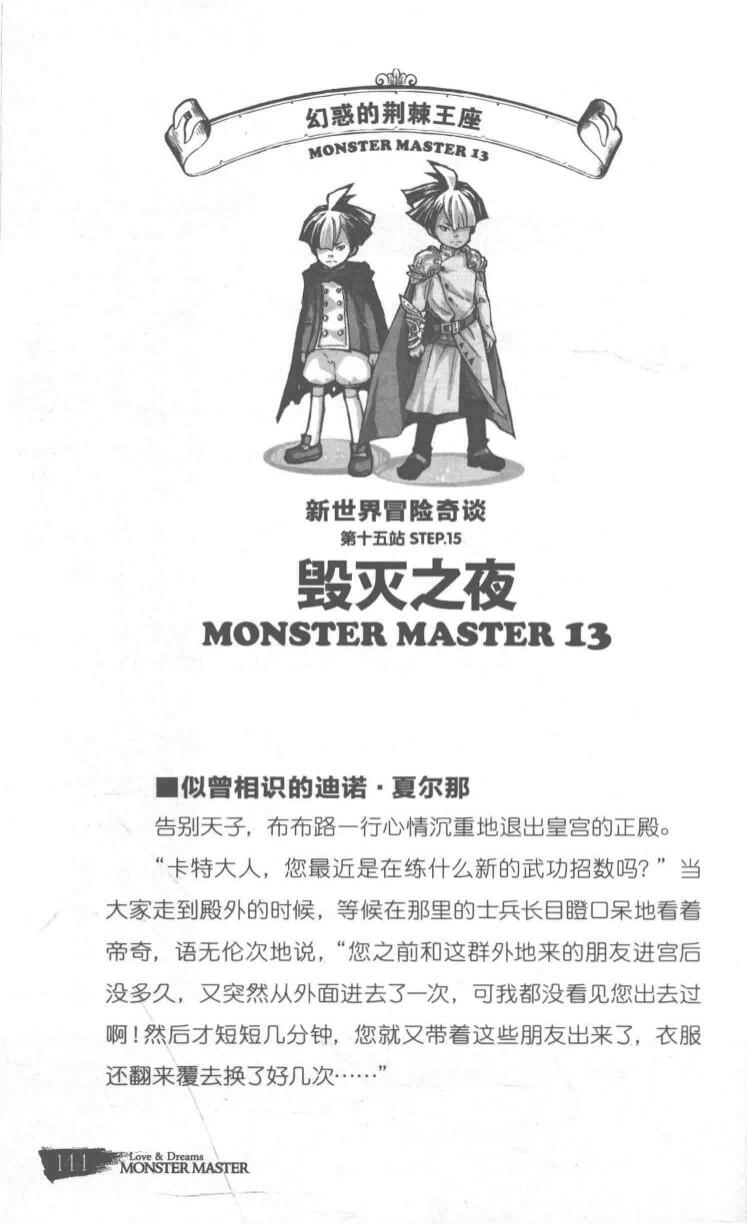 幻惑的荆棘王座
MONSTER MASTER 13
新世界冒险奇谈
第十五站 STEP.15
毁灭之夜
MONSTER MASTER 13
■似曾相识的迪诺·夏尔那
告别天子，布布路一行心情沉重地退出皇宫的正殿。
“卡特大人，您最近是在练什么新的武功招数吗？”当
大家走到殿外的时候，等候在那里的士兵长目瞪口呆地看着
帝奇，语无伦次地说，“您之前和这群外地来的朋友进宫后
没多久，又突然从外面进去了一次，可我都没看见您出去过
啊！然后才短短几分钟，您就又带着这些朋友出来了，衣服
还翻来覆去换了好几次……”
141
Love & Dreams
MONSTER MASTER